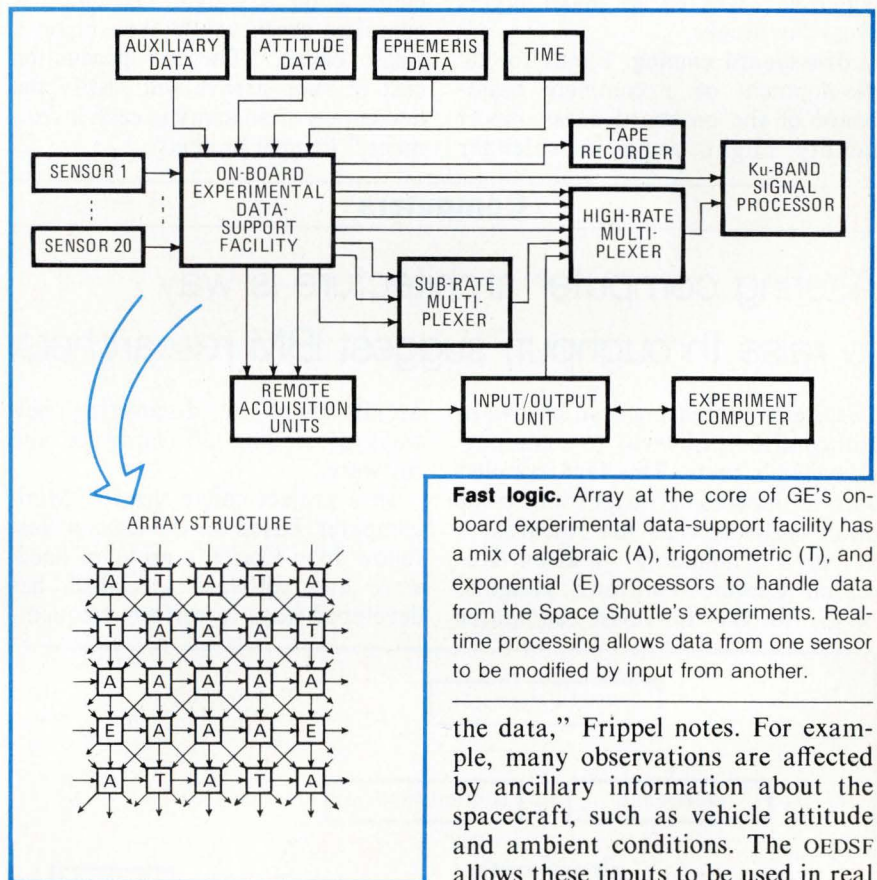 AUXILIARY
DATA
ATTITUDE
DATA
EPHEMERIS
DATA
TIME
TAPE
RECORDER
Ku-BAND
SIGNAL
PROCESSOR
SENSOR 1
SENSOR 20
ON-BOARD
EXPERIMENTAL
DATA-
SUPPORT
FACILITY
HIGH-RATE
MULTI-
PLEXER
SUB-RATE
MULTI-
PLEXER
REMOTE
ACQUISITION
UNITS
INPUT/OUTPUT
UNIT
EXPERIMENT
COMPUTER
ARRAY STRUCTURE
A T A T A
T A A A T
A A A A A
E A A A E
A T A T A
Fast logic. Array at the core of GE's on-
board experimental data-support facility has
a mix of algebraic (A), trigonometric (T), and
exponential (E) processors to handle data
from the Space Shuttle's experiments. Real-
time processing allows data from one sensor
to be modified by input from another.
the data," Frippel notes. For exam-
ple, many observations are affected
by ancillary information about the
spacecraft, such as vehicle attitude
and ambient conditions. The OEDSF
allows these inputs to be used in real